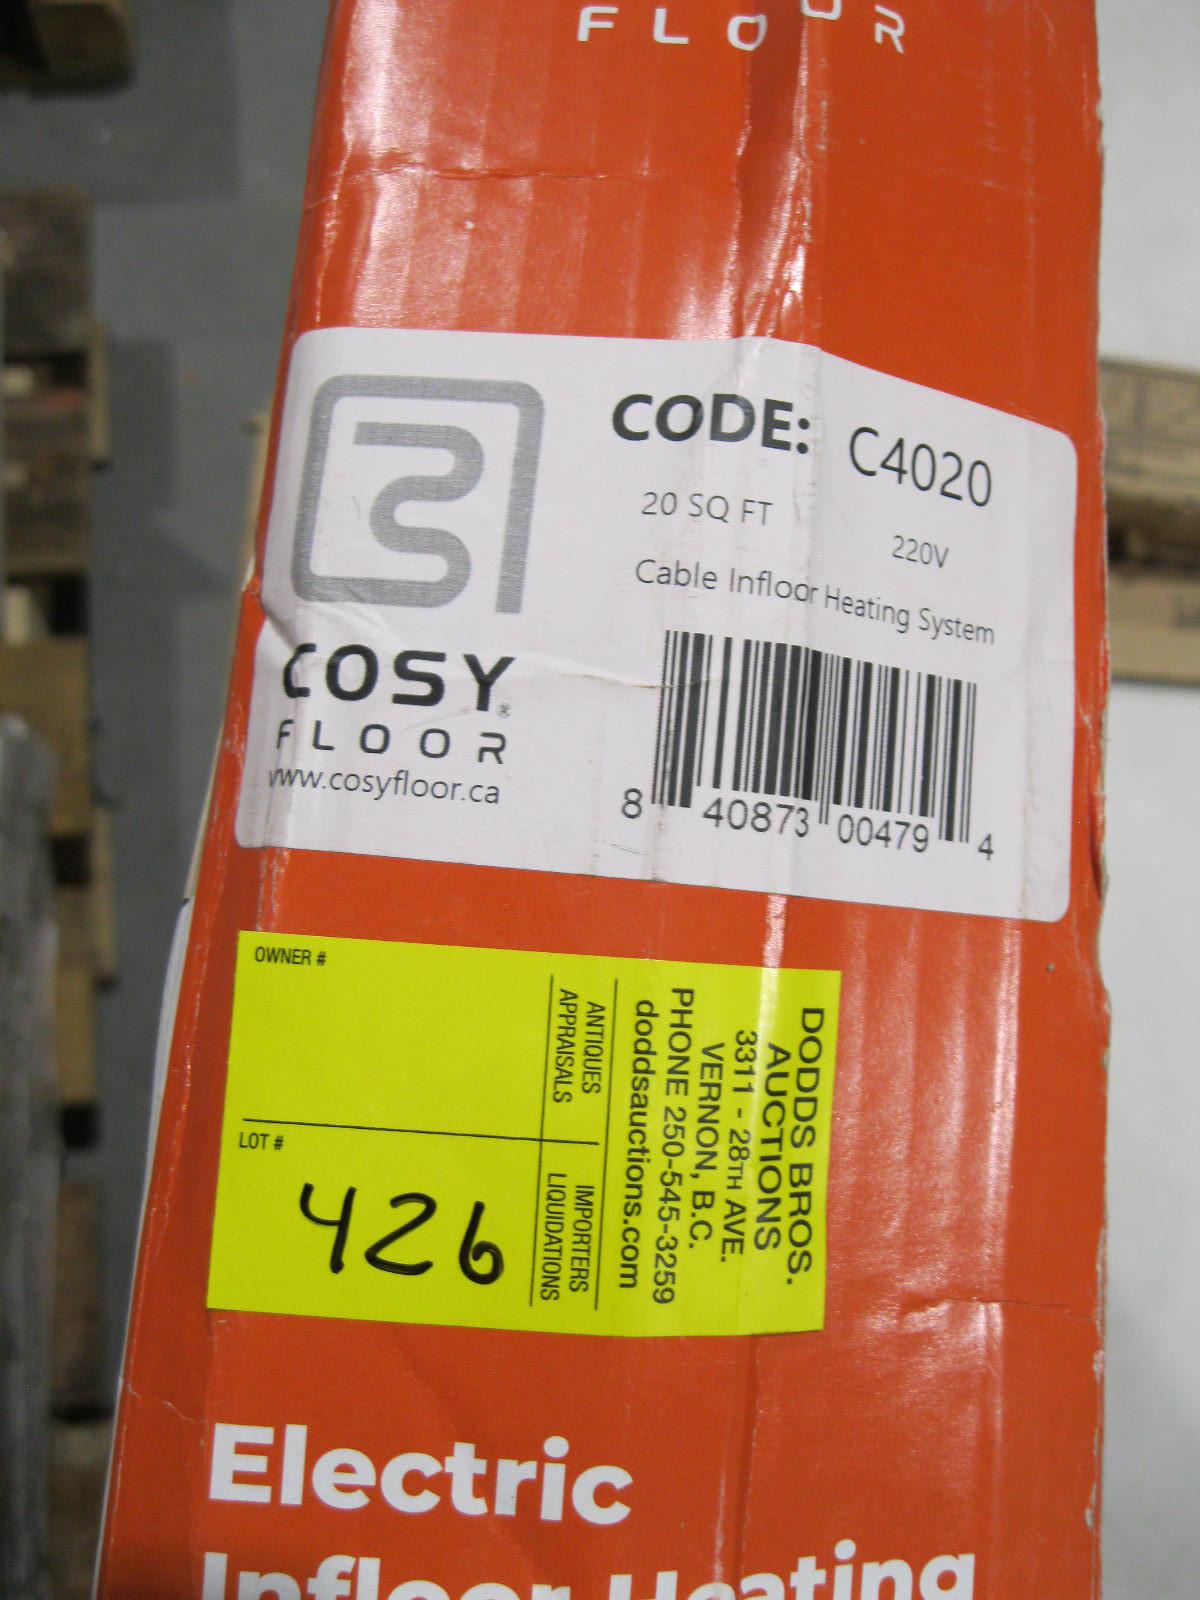 FLOOR
CODE: C4020
20 SQ FT 220V
Cable Infloor Heating System
COSY®
FLOOR
www.cosyfloor.ca
8 40873 00479 4
OWNER #
LOT #
426
DODDS BROS.
AUCTIONS
3311 - 28TH AVE.
VERNON, B.C.
PHONE 250-545-3259
doddsauctions.com
ANTIQUES
APPRAISALS
IMPORTERS
LIQUIDATIONS
Electric
Infloor Heating